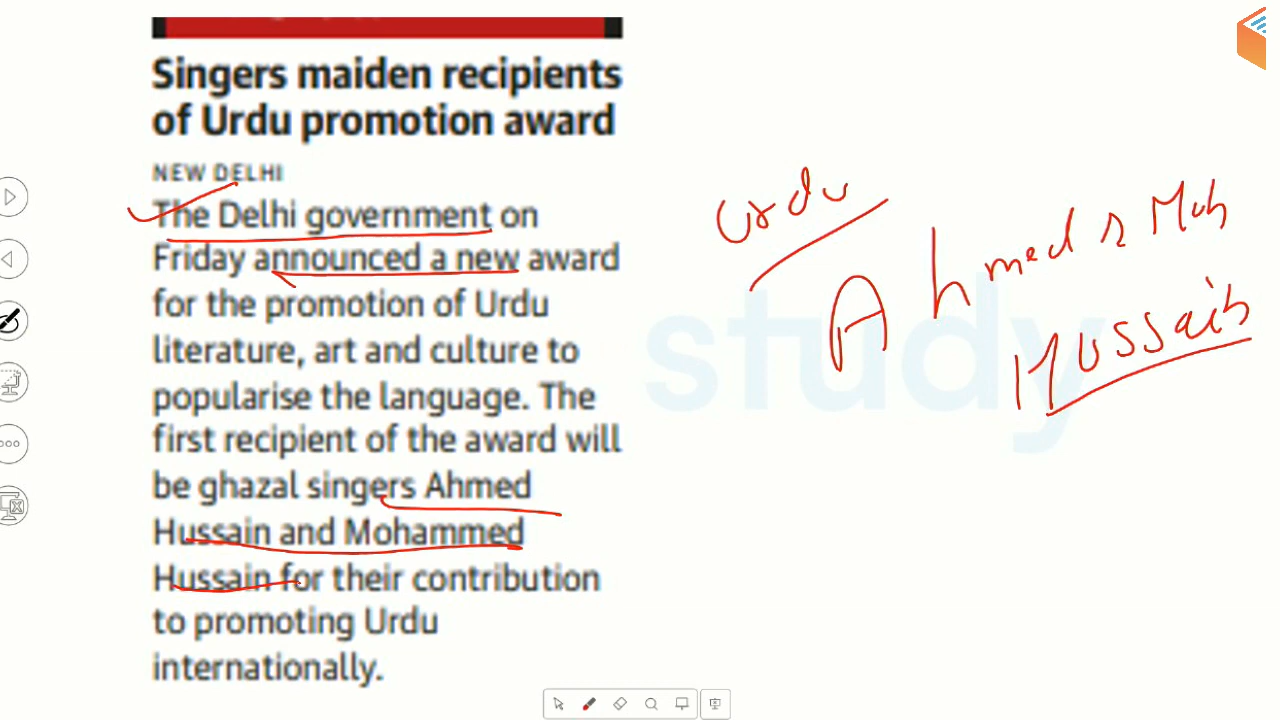 Singers maiden recipients
of Urdu promotion award
NEW DELHI
The Delhi government on
Friday announced a new award
for the promotion of Urdu
literature, art and culture to
popularise the language. The
first recipient of the award will
be ghazal singers Ahmed
Hussain and Mohammed
Hussain for their contribution
to promoting Urdu
internationally.
Urdu
Ahmed & Moh
Hussain
study